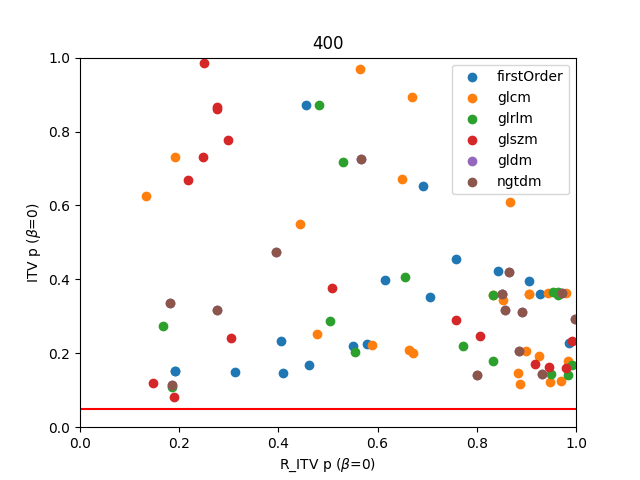 400
1.0
0.8
0.6
0.4
0.2
0.0
ITV p (β=0)
firstOrder
glcm
glrlm
glszm
gldm
ngtdm
0.0 0.2 0.4 0.6 0.8 1.0
R_ITV p (β=0)